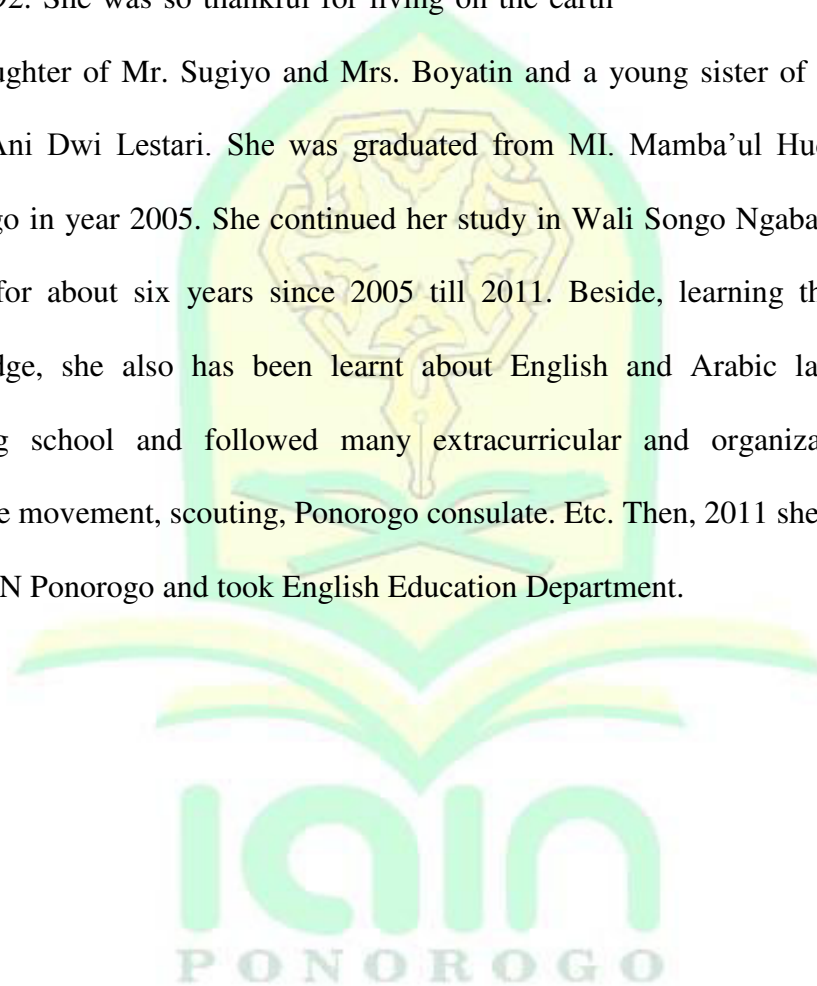 92. She was so thankful for living on the earth
ughter of Mr. Sugiyo and Mrs. Boyatin and a young sister of
Ani Dwi Lestari. She was graduated from MI. Mamba’ul Hu
go in year 2005. She continued her study in Wali Songo Ngaba
for about six years since 2005 till 2011. Beside, learning th
dge, she also has been learnt about English and Arabic la
g school and followed many extracurricular and organiza
e movement, scouting, Ponorogo consulate. Etc. Then, 2011 she
N Ponorogo and took English Education Department.
iain
PONOROGO